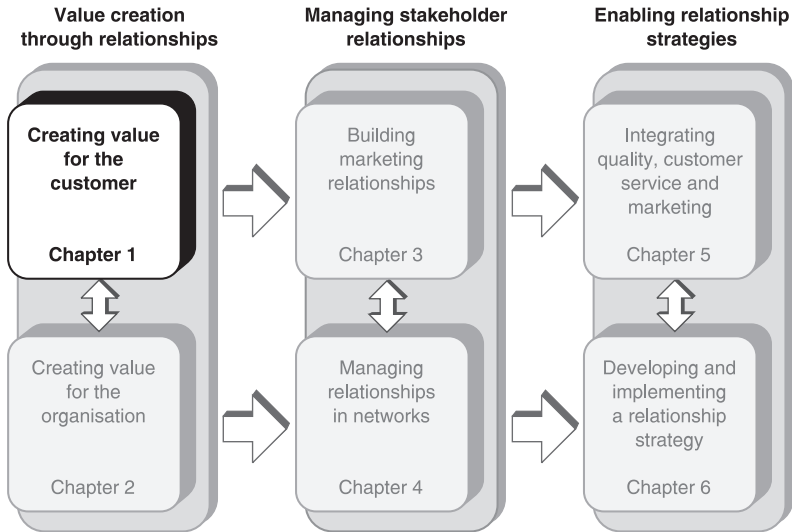 Value creation
through relationships
Managing stakeholder
relationships
Enabling relationship
strategies
Creating value
for the
customer
Chapter 1
Building
marketing
relationships
Chapter 3
Integrating
quality, customer
service and
marketing
Chapter 5
Creating value
for the
organisation
Chapter 2
Managing
relationships
in networks
Chapter 4
Developing and
implementing
a relationship
strategy
Chapter 6